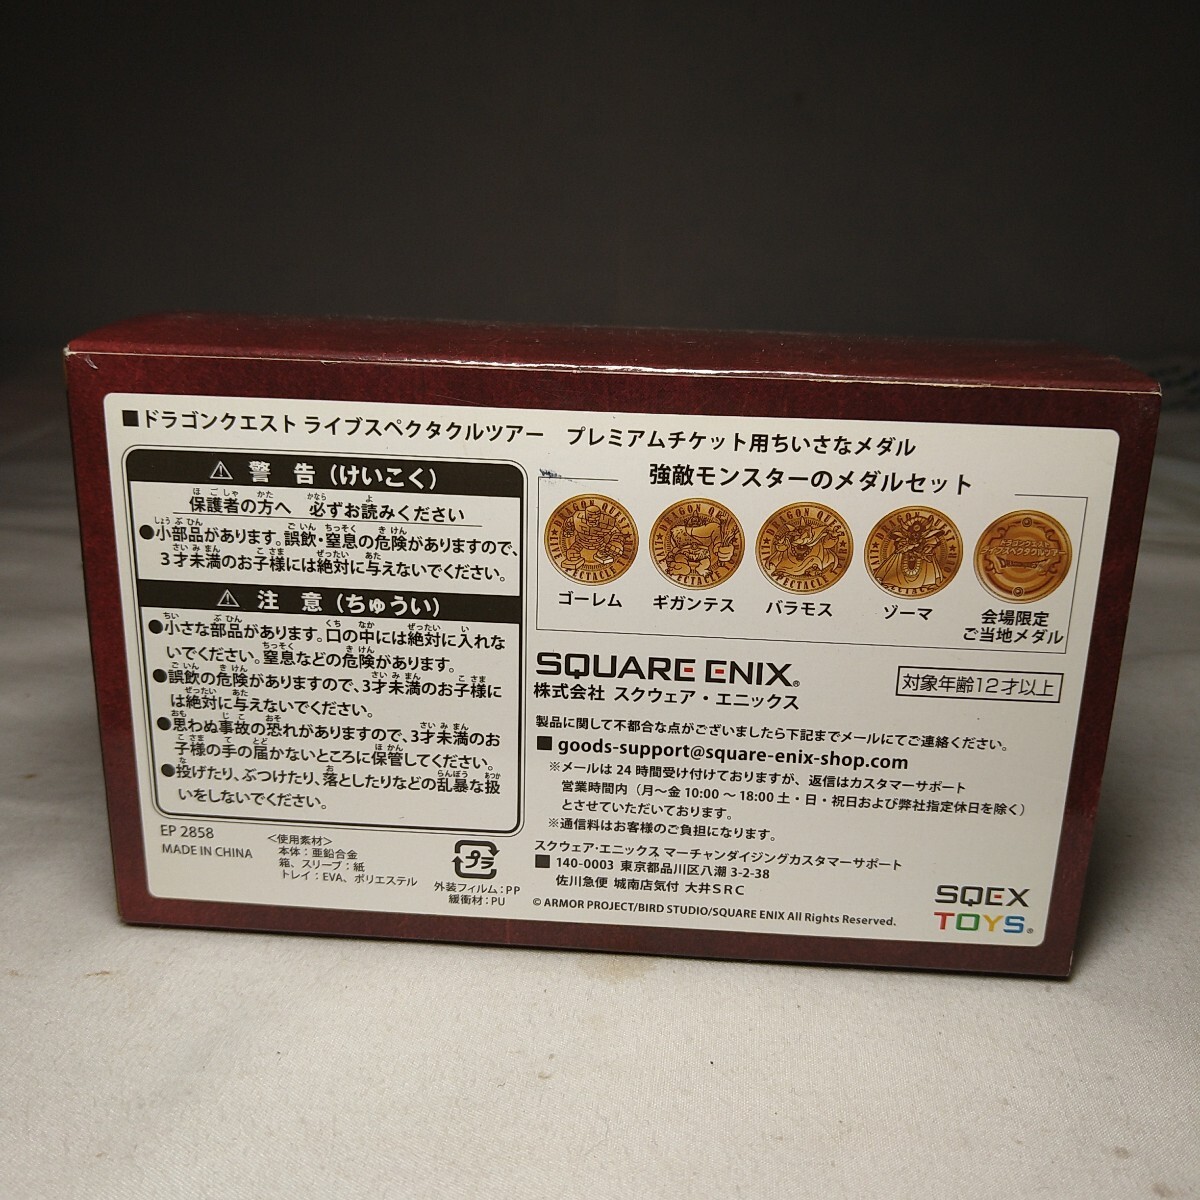 ■ドラゴンクエスト ライブスペクタクルツアー　プレミアムチケット用ちいさなメダル
⚠ 警 告 (けいこく)
保護者の方へ 必ずお読みください
●小部品があります。誤飲・窒息の危険がありますので、
3才未満のお子様には絶対に与えないでください。
⚠ 注 意 (ちゅうい)
●小さな部品があります。口の中には絶対に入れな
いでください。窒息などの危険があります。
●誤飲の危険がありますので、3才未満のお子様に
は絶対に与えないでください。
●思わぬ事故の恐れがありますので、3才未満のお
子様の手の届かないところに保管してください。
●投げたり、ぶつけたり、落としたりなどの乱暴な扱
いをしないでください。
EP 2858
MADE IN CHINA
＜使用素材＞
本体：亜鉛合金
箱、スリーブ：紙
トレイ：EVA、ポリエステル
プラ
外装フィルム：PP
緩衝材：PU
強敵モンスターのメダルセット
ゴーレム
ギガンテス
バラモス
ゾーマ
会場限定
ご当地メダル
SQUARE ENIX®
株式会社 スクウェア・エニックス
対象年齢12才以上
製品に関して不都合な点がございましたら下記までメールにてご連絡ください。
■ goods-support@square-enix-shop.com
※メールは 24 時間受け付けておりますが、返信はカスタマーサポート
営業時間内（月〜金 10:00 〜 18:00 土・日・祝日および弊社指定休日を除く）
とさせていただいております。
※通信料はお客様のご負担になります。
スクウェア・エニックス マーチャンダイジングカスタマーサポート
■ 140-0003 東京都品川区八潮 3-2-38
佐川急便 城南店気付 大井SRC
© ARMOR PROJECT/BIRD STUDIO/SQUARE ENIX All Rights Reserved.
SQEX
TOYS®